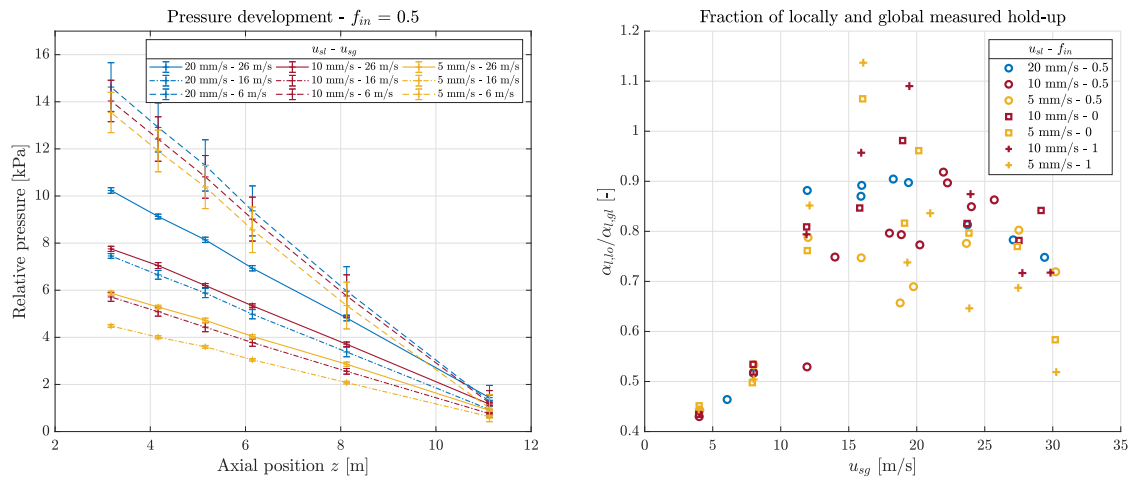 Pressure development - f_in = 0.5
u_sl - u_sg
20 mm/s - 26 m/s 10 mm/s - 26 m/s 5 mm/s - 26 m/s
20 mm/s - 16 m/s 10 mm/s - 16 m/s 5 mm/s - 16 m/s
20 mm/s - 6 m/s 10 mm/s - 6 m/s 5 mm/s - 6 m/s
Relative pressure [kPa]
16
14
12
10
8
6
4
2
0
2 4 6 8 10 12
Axial position z [m]
Fraction of locally and global measured hold-up
u_sl - f_in
20 mm/s - 0.5
10 mm/s - 0.5
5 mm/s - 0.5
10 mm/s - 0
5 mm/s - 0
10 mm/s - 1
5 mm/s - 1
α_l,lo/α_l,gl [-]
1.2
1.1
1
0.9
0.8
0.7
0.6
0.5
0.4
0 5 10 15 20 25 30 35
u_sg [m/s]